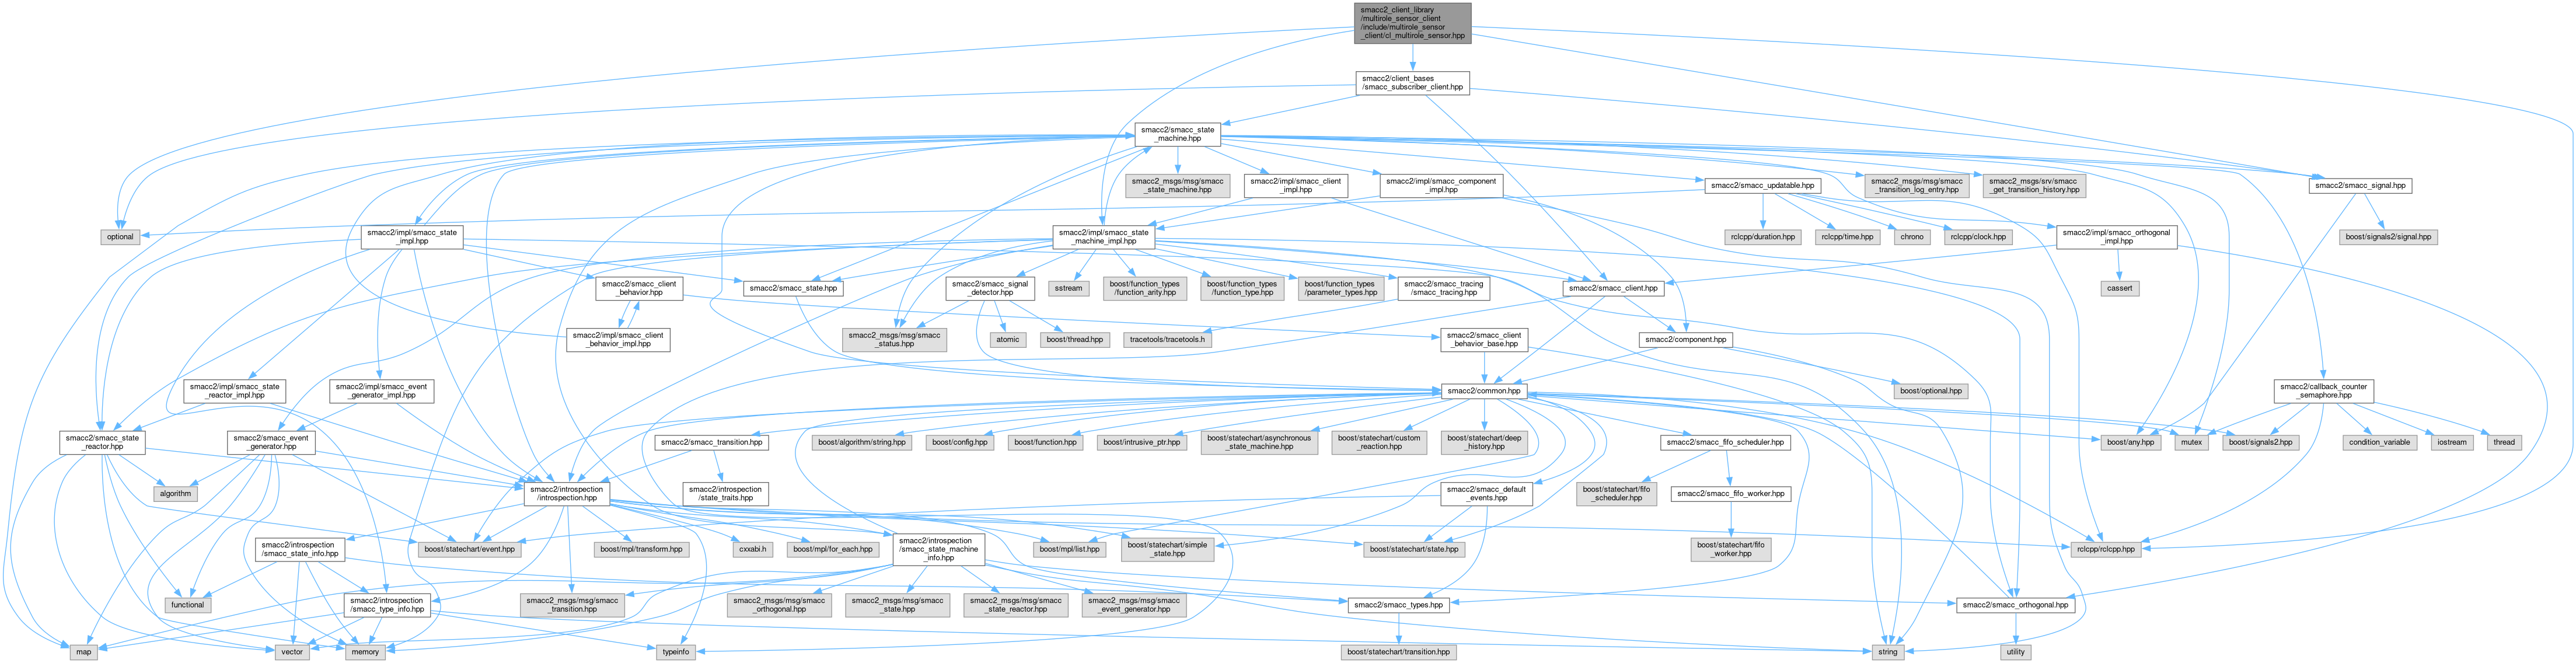 smacc2_client_library
/multirole_sensor_client
/include/multirole_sensor
_client/cl_multirole_sensor.hpp
smacc2/client_bases
/smacc_subscriber_client.hpp
smacc2/smacc_state
_machine.hpp
smacc2_msgs/msg/smacc
_state_machine.hpp
smacc2/impl/smacc_client
_impl.hpp
smacc2/impl/smacc_component
_impl.hpp
smacc2/smacc_updatable.hpp
smacc2_msgs/msg/smacc
_transition_log_entry.hpp
smacc2_msgs/srv/smacc
_get_transition_history.hpp
smacc2/smacc_signal.hpp
optional
smacc2/impl/smacc_state
_impl.hpp
smacc2/impl/smacc_state
_machine_impl.hpp
rclcpp/duration.hpp
rclcpp/time.hpp
chrono
rclcpp/clock.hpp
smacc2/impl/smacc_orthogonal
_impl.hpp
boost/signals2/signal.hpp
smacc2/smacc_client
_behavior.hpp
smacc2/smacc_state.hpp
smacc2/smacc_signal
_detector.hpp
sstream
boost/function_types
/function_arity.hpp
boost/function_types
/function_type.hpp
boost/function_types
/parameter_types.hpp
smacc2/smacc_tracing
/smacc_tracing.hpp
smacc2/smacc_client.hpp
cassert
smacc2/impl/smacc_client
_behavior_impl.hpp
smacc2_msgs/msg/smacc
_status.hpp
atomic
boost/thread.hpp
tracetools/tracetools.h
smacc2/smacc_client
_behavior_base.hpp
smacc2/component.hpp
smacc2/impl/smacc_state
_reactor_impl.hpp
smacc2/impl/smacc_event
_generator_impl.hpp
smacc2/common.hpp
boost/optional.hpp
smacc2/callback_counter
_semaphore.hpp
smacc2/smacc_state
_reactor.hpp
smacc2/smacc_event
_generator.hpp
smacc2/smacc_transition.hpp
boost/algorithm/string.hpp
boost/config.hpp
boost/function.hpp
boost/intrusive_ptr.hpp
boost/statechart/asynchronous
_state_machine.hpp
boost/statechart/custom
_reaction.hpp
boost/statechart/deep
_history.hpp
smacc2/smacc_fifo_scheduler.hpp
boost/any.hpp
mutex
boost/signals2.hpp
condition_variable
iostream
thread
algorithm
smacc2/introspection
/introspection.hpp
smacc2/introspection
/state_traits.hpp
smacc2/smacc_default
_events.hpp
boost/statechart/fifo
_scheduler.hpp
smacc2/smacc_fifo_worker.hpp
smacc2/introspection
/smacc_state_info.hpp
boost/statechart/event.hpp
boost/mpl/transform.hpp
cxxabi.h
boost/mpl/for_each.hpp
smacc2/introspection
/smacc_state_machine
_info.hpp
boost/mpl/list.hpp
boost/statechart/simple
_state.hpp
boost/statechart/state.hpp
boost/statechart/fifo
_worker.hpp
rclcpp/rclcpp.hpp
functional
smacc2/introspection
/smacc_type_info.hpp
smacc2_msgs/msg/smacc
_transition.hpp
smacc2_msgs/msg/smacc
_orthogonal.hpp
smacc2_msgs/msg/smacc
_state.hpp
smacc2_msgs/msg/smacc
_state_reactor.hpp
smacc2_msgs/msg/smacc
_event_generator.hpp
smacc2/smacc_types.hpp
smacc2/smacc_orthogonal.hpp
map
vector
memory
typeinfo
boost/statechart/transition.hpp
string
utility